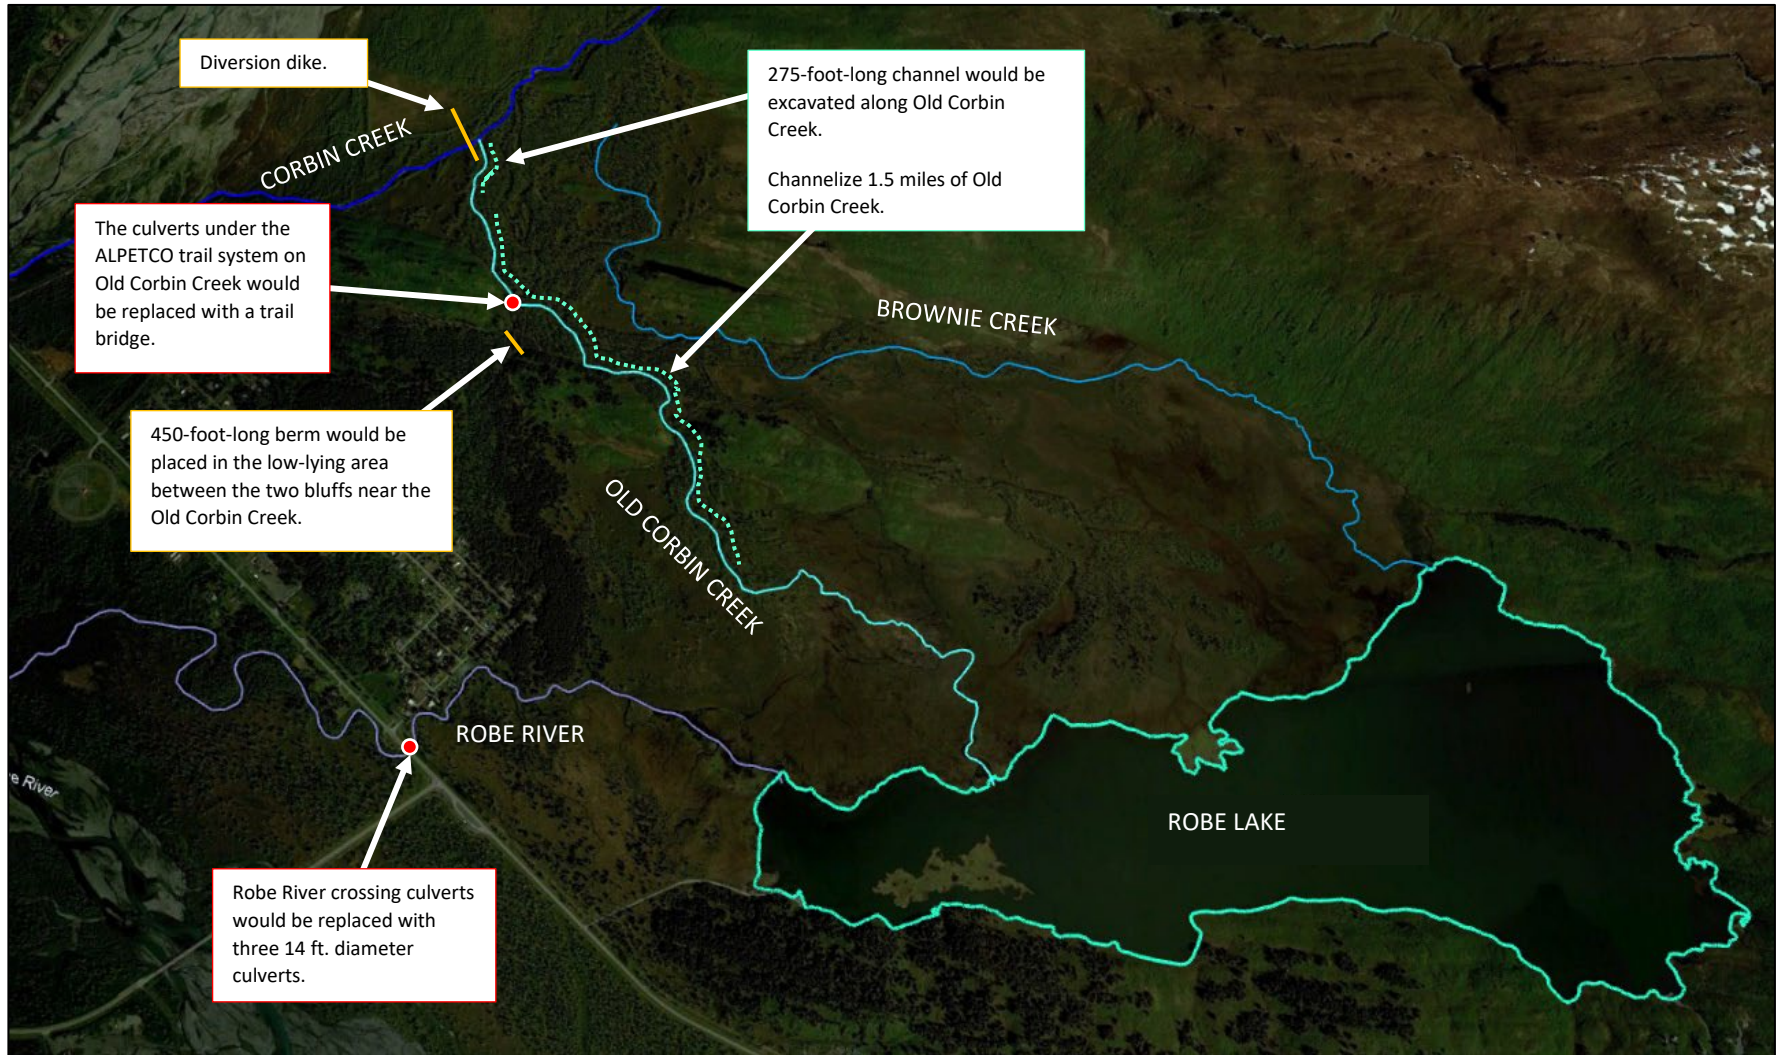 Diversion dike.
275-foot-long channel would be
excavated along Old Corbin
Creek.
Channelize 1.5 miles of Old
Corbin Creek.
CORBIN CREEK
The culverts under the
ALPETCO trail system on
Old Corbin Creek would
be replaced with a trail
bridge.
BROWNIE CREEK
450-foot-long berm would be
placed in the low-lying area
between the two bluffs near the
Old Corbin Creek.
OLD CORBIN CREEK
ROBE RIVER
River
ROBE LAKE
Robe River crossing culverts
would be replaced with
three 14 ft. diameter
culverts.